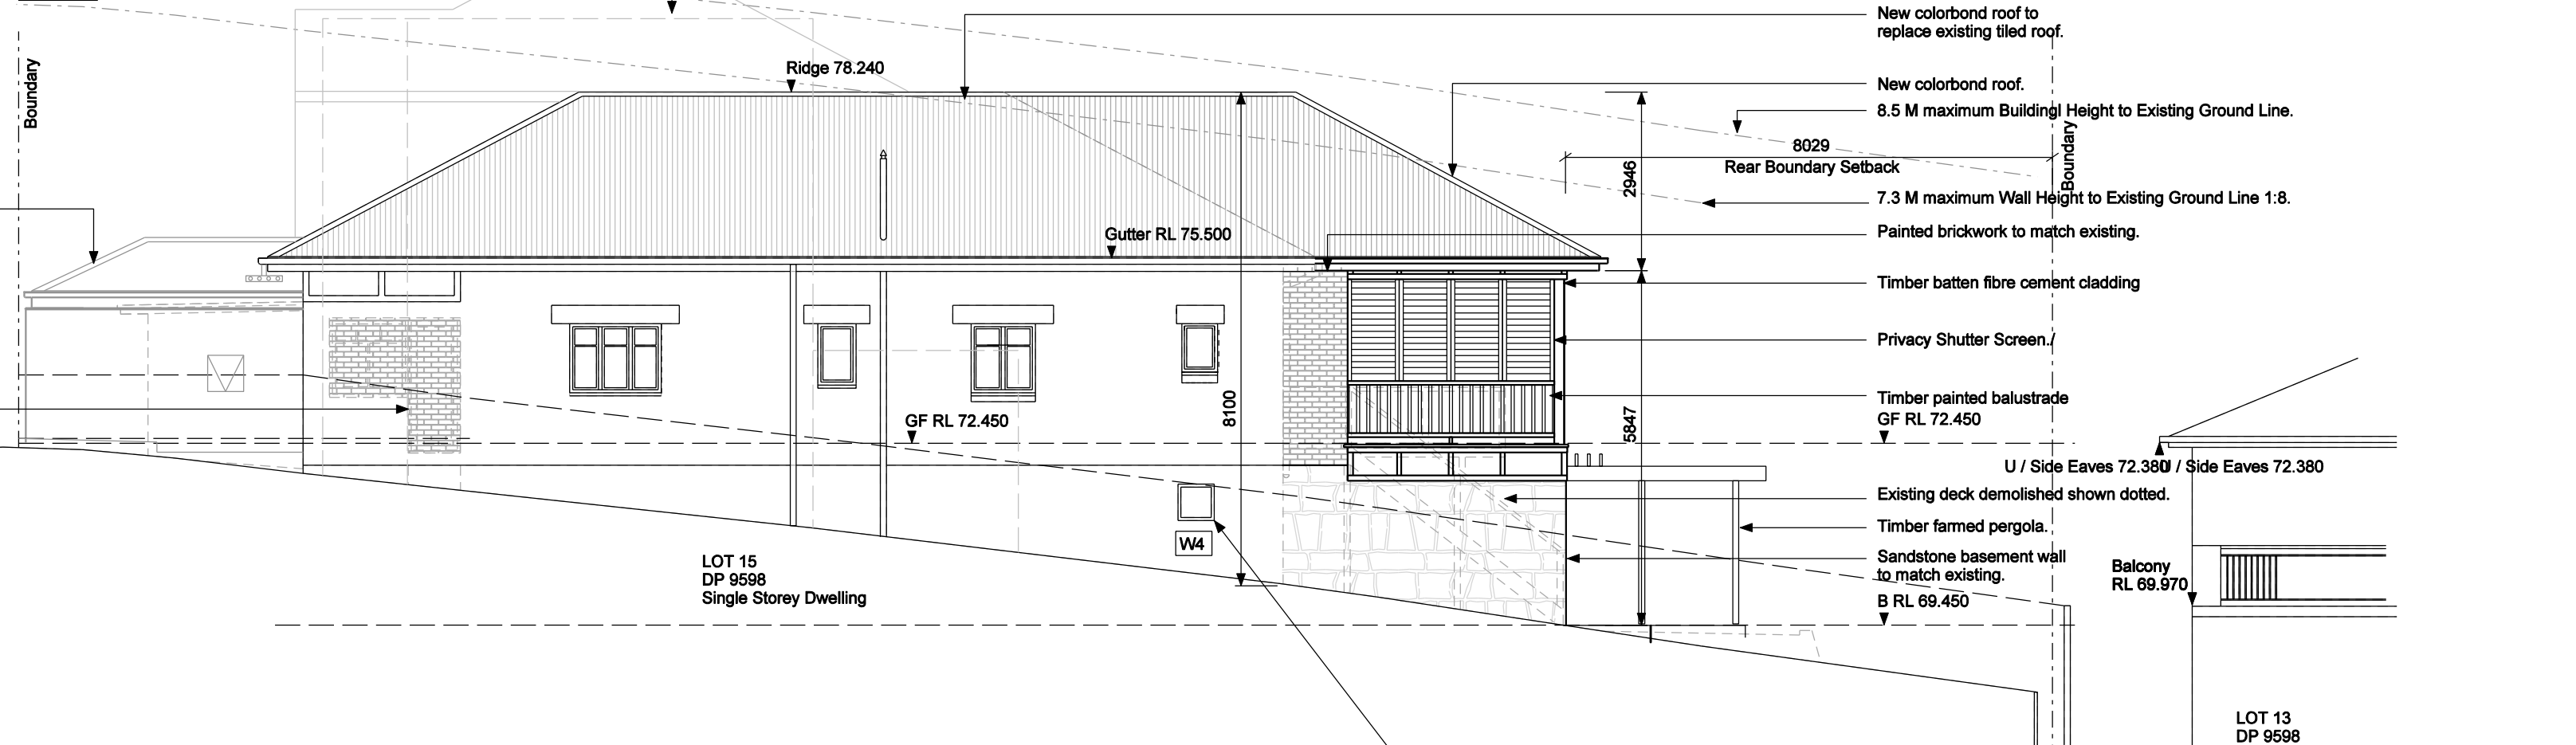 New colorbond roof to
replace existing tiled roof.
Boundary
Ridge 78.240
New colorbond roof.
8.5 M maximum Buildingl Height to Existing Ground Line.
8029
Rear Boundary Setback
Boundary
2946
7.3 M maximum Wall Height to Existing Ground Line 1:8.
Gutter RL 75.500
Painted brickwork to match existing.
Timber batten fibre cement cladding
Privacy Shutter Screen./
Timber painted balustrade
8100
5847
GF RL 72.450
GF RL 72.450
U / Side Eaves 72.380
U / Side Eaves 72.380
Existing deck demolished shown dotted.
Timber farmed pergola.
W4
Sandstone basement wall
to match existing.
LOT 15
DP 9598
Single Storey Dwelling
Balcony
RL 69.970
B RL 69.450
LOT 13
DP 9598